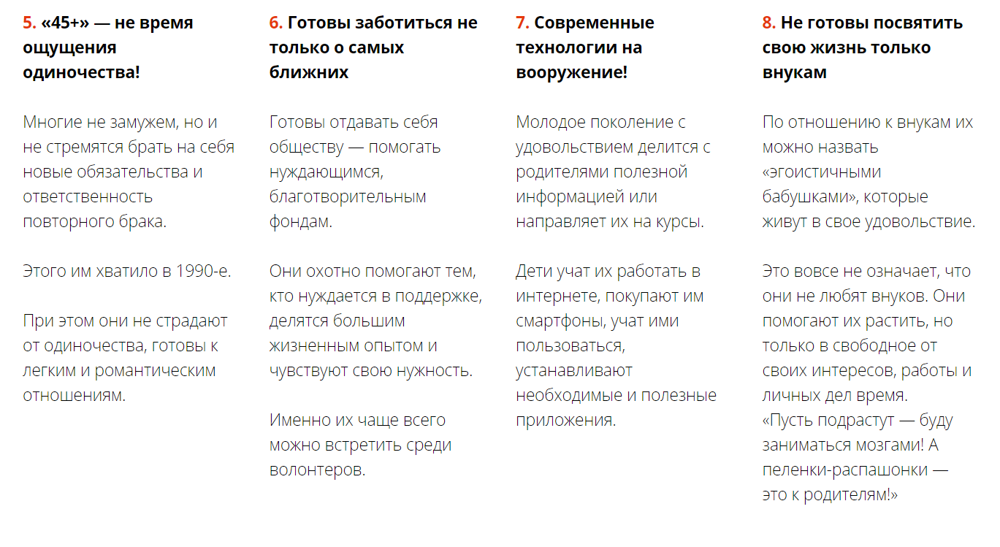 5. «45+» — не время
ощущения
одиночества!
Многие не замужем, но и
не стремятся брать на себя
новые обязательства и
ответственность
повторного брака.
Этого им хватило в 1990-е.
При этом они не страдают
от одиночества, готовы к
легким и романтическим
отношениям.
6. Готовы заботиться не
только о самых
ближних
Готовы отдавать себя
обществу — помогать
нуждающимся,
благотворительным
фондам.
Они охотно помогают тем,
кто нуждается в поддержке,
делятся большим
жизненным опытом и
чувствуют свою нужность.
Именно их чаще всего
можно встретить среди
волонтеров.
7. Современные
технологии на
вооружение!
Молодое поколение с
удовольствием делится с
родителями полезной
информацией или
направляет их на курсы.
Дети учат их работать в
интернете, покупают им
смартфоны, учат ими
пользоваться,
устанавливают
необходимые и полезные
приложения.
8. Не готовы посвятить
свою жизнь только
внукам
По отношению к внукам их
можно назвать
«эгоистичными
бабушками», которые
живут в свое удовольствие.
Это вовсе не означает, что
они не любят внуков. Они
помогают их растить, но
только в свободное от
своих интересов, работы и
личных дел время.
«Пусть подрастут — буду
заниматься мозгами! А
пеленки-распашонки —
это к родителям!»